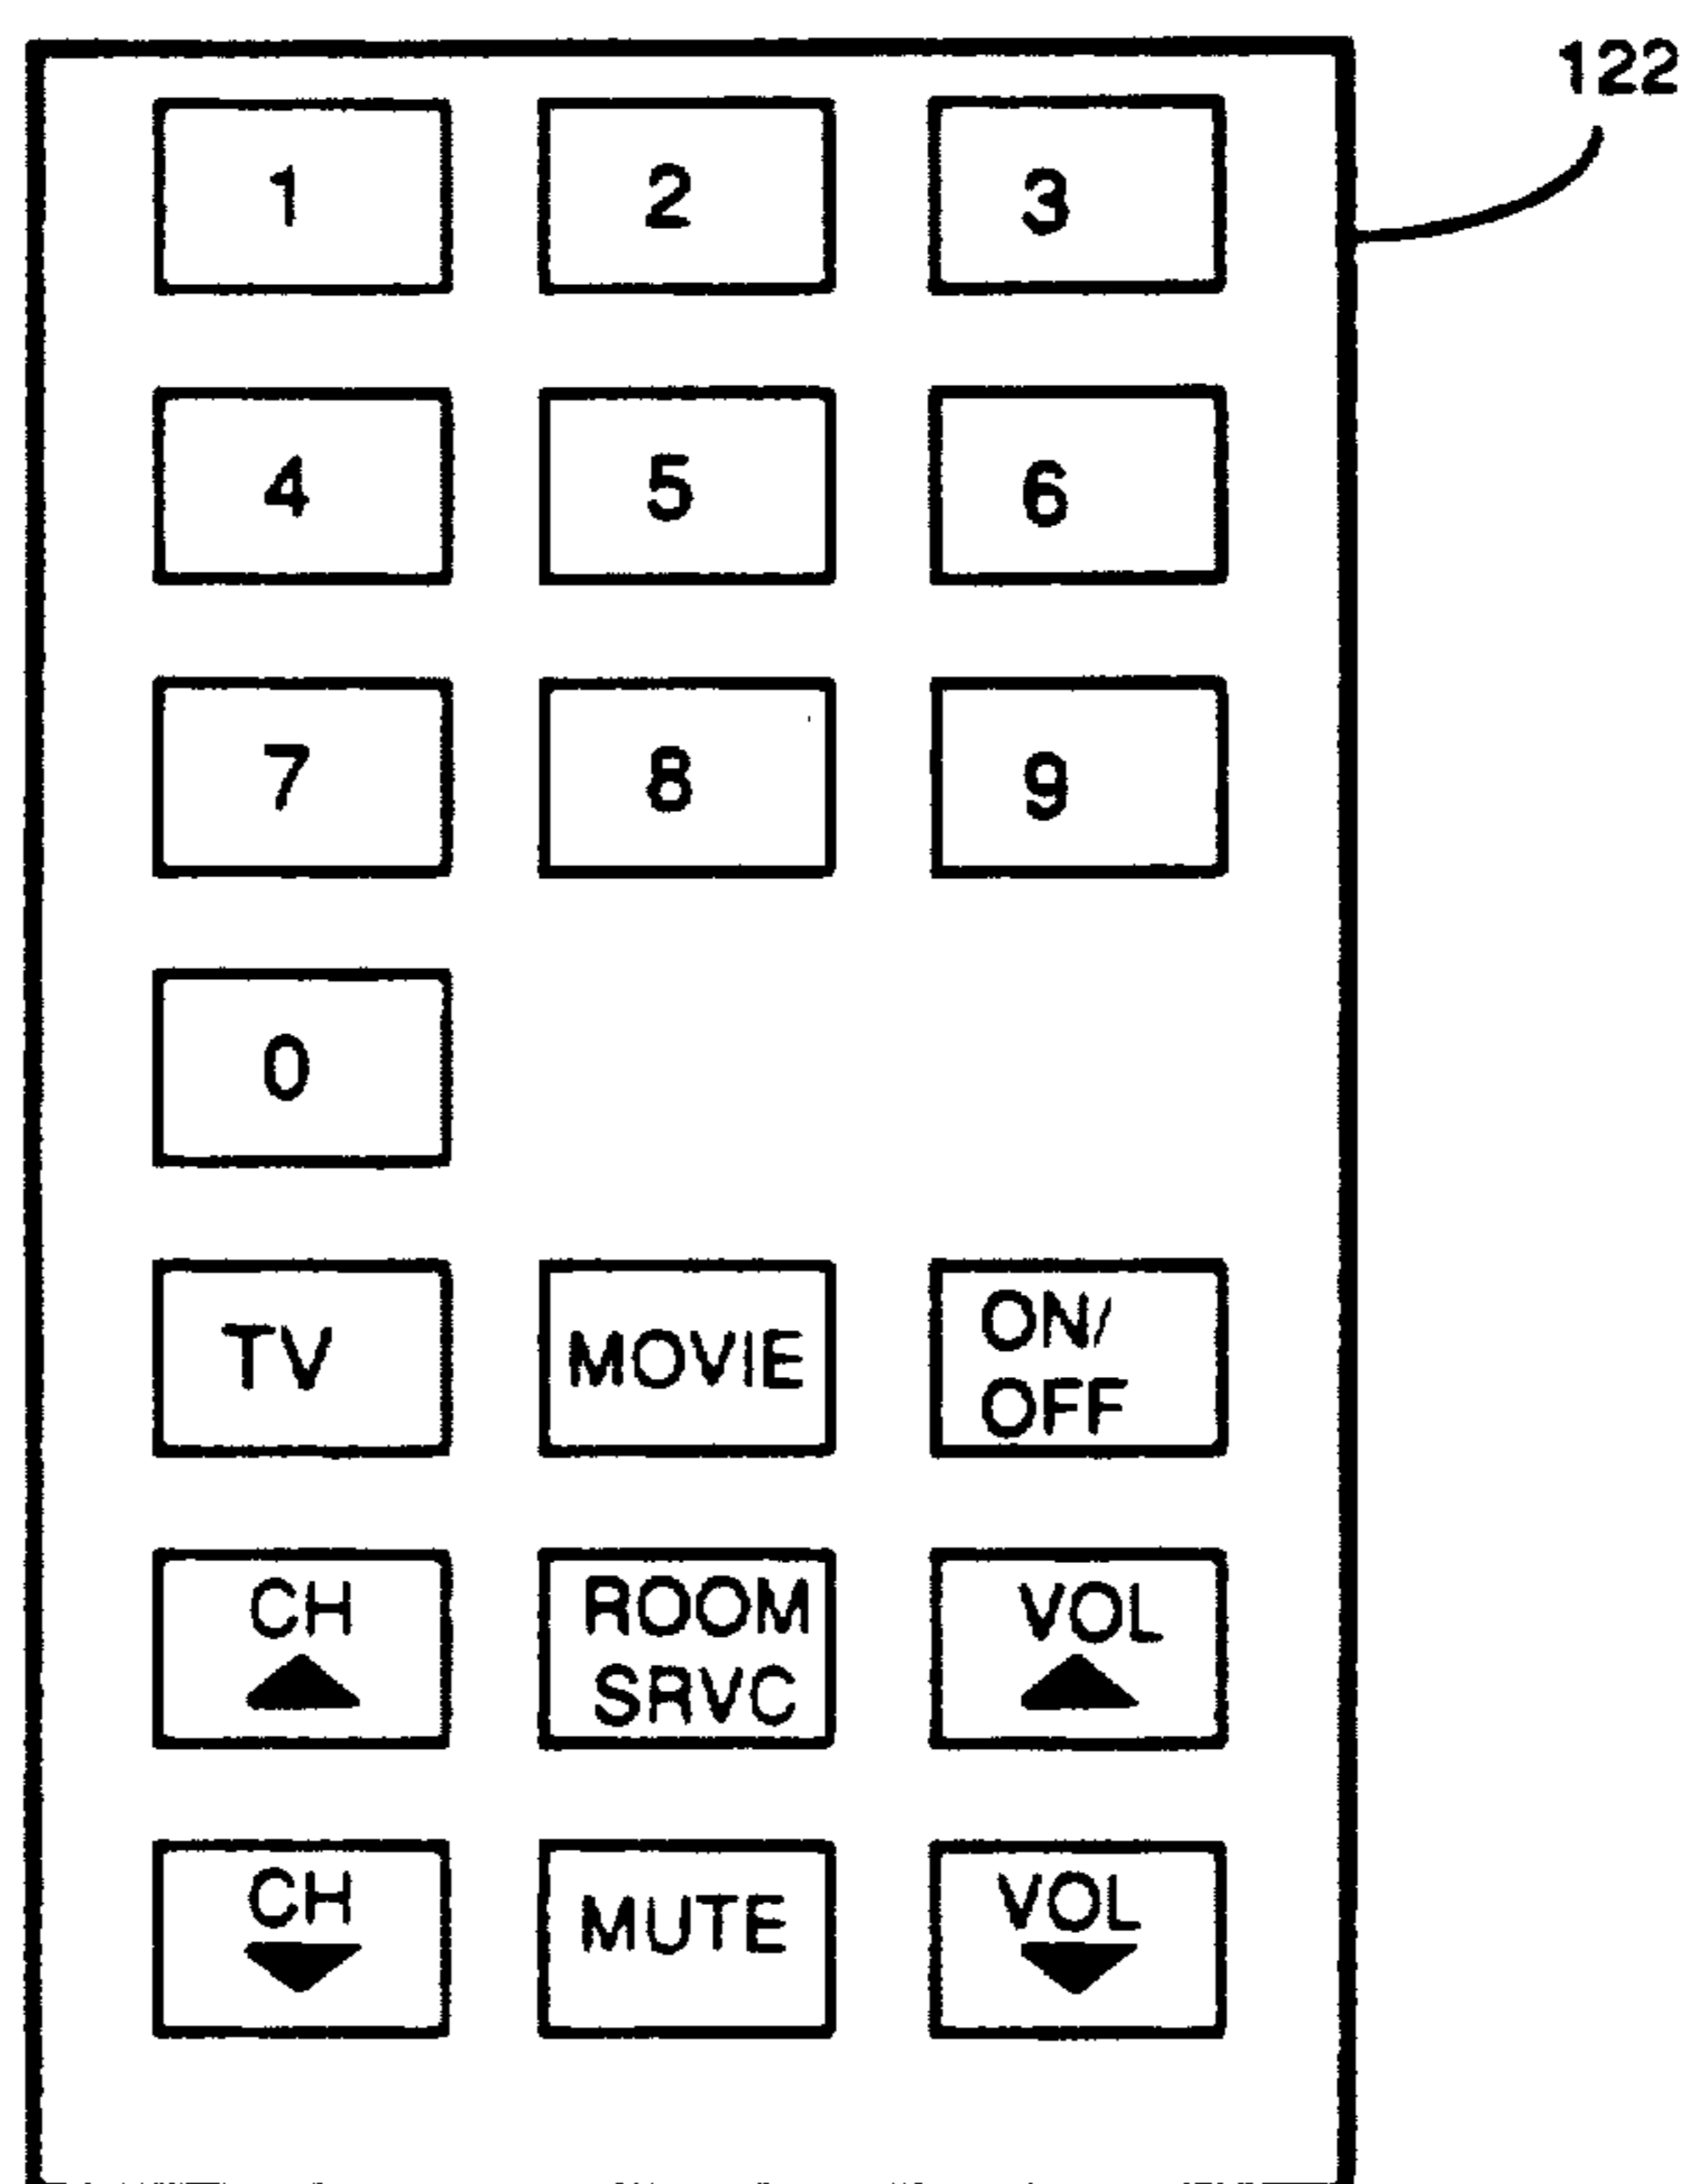 122
1 2 3
4 5 6
7 8 9
0
TV MOVIE ON/
OFF
CH ROOM VOL
SRVC
CH MUTE VOL